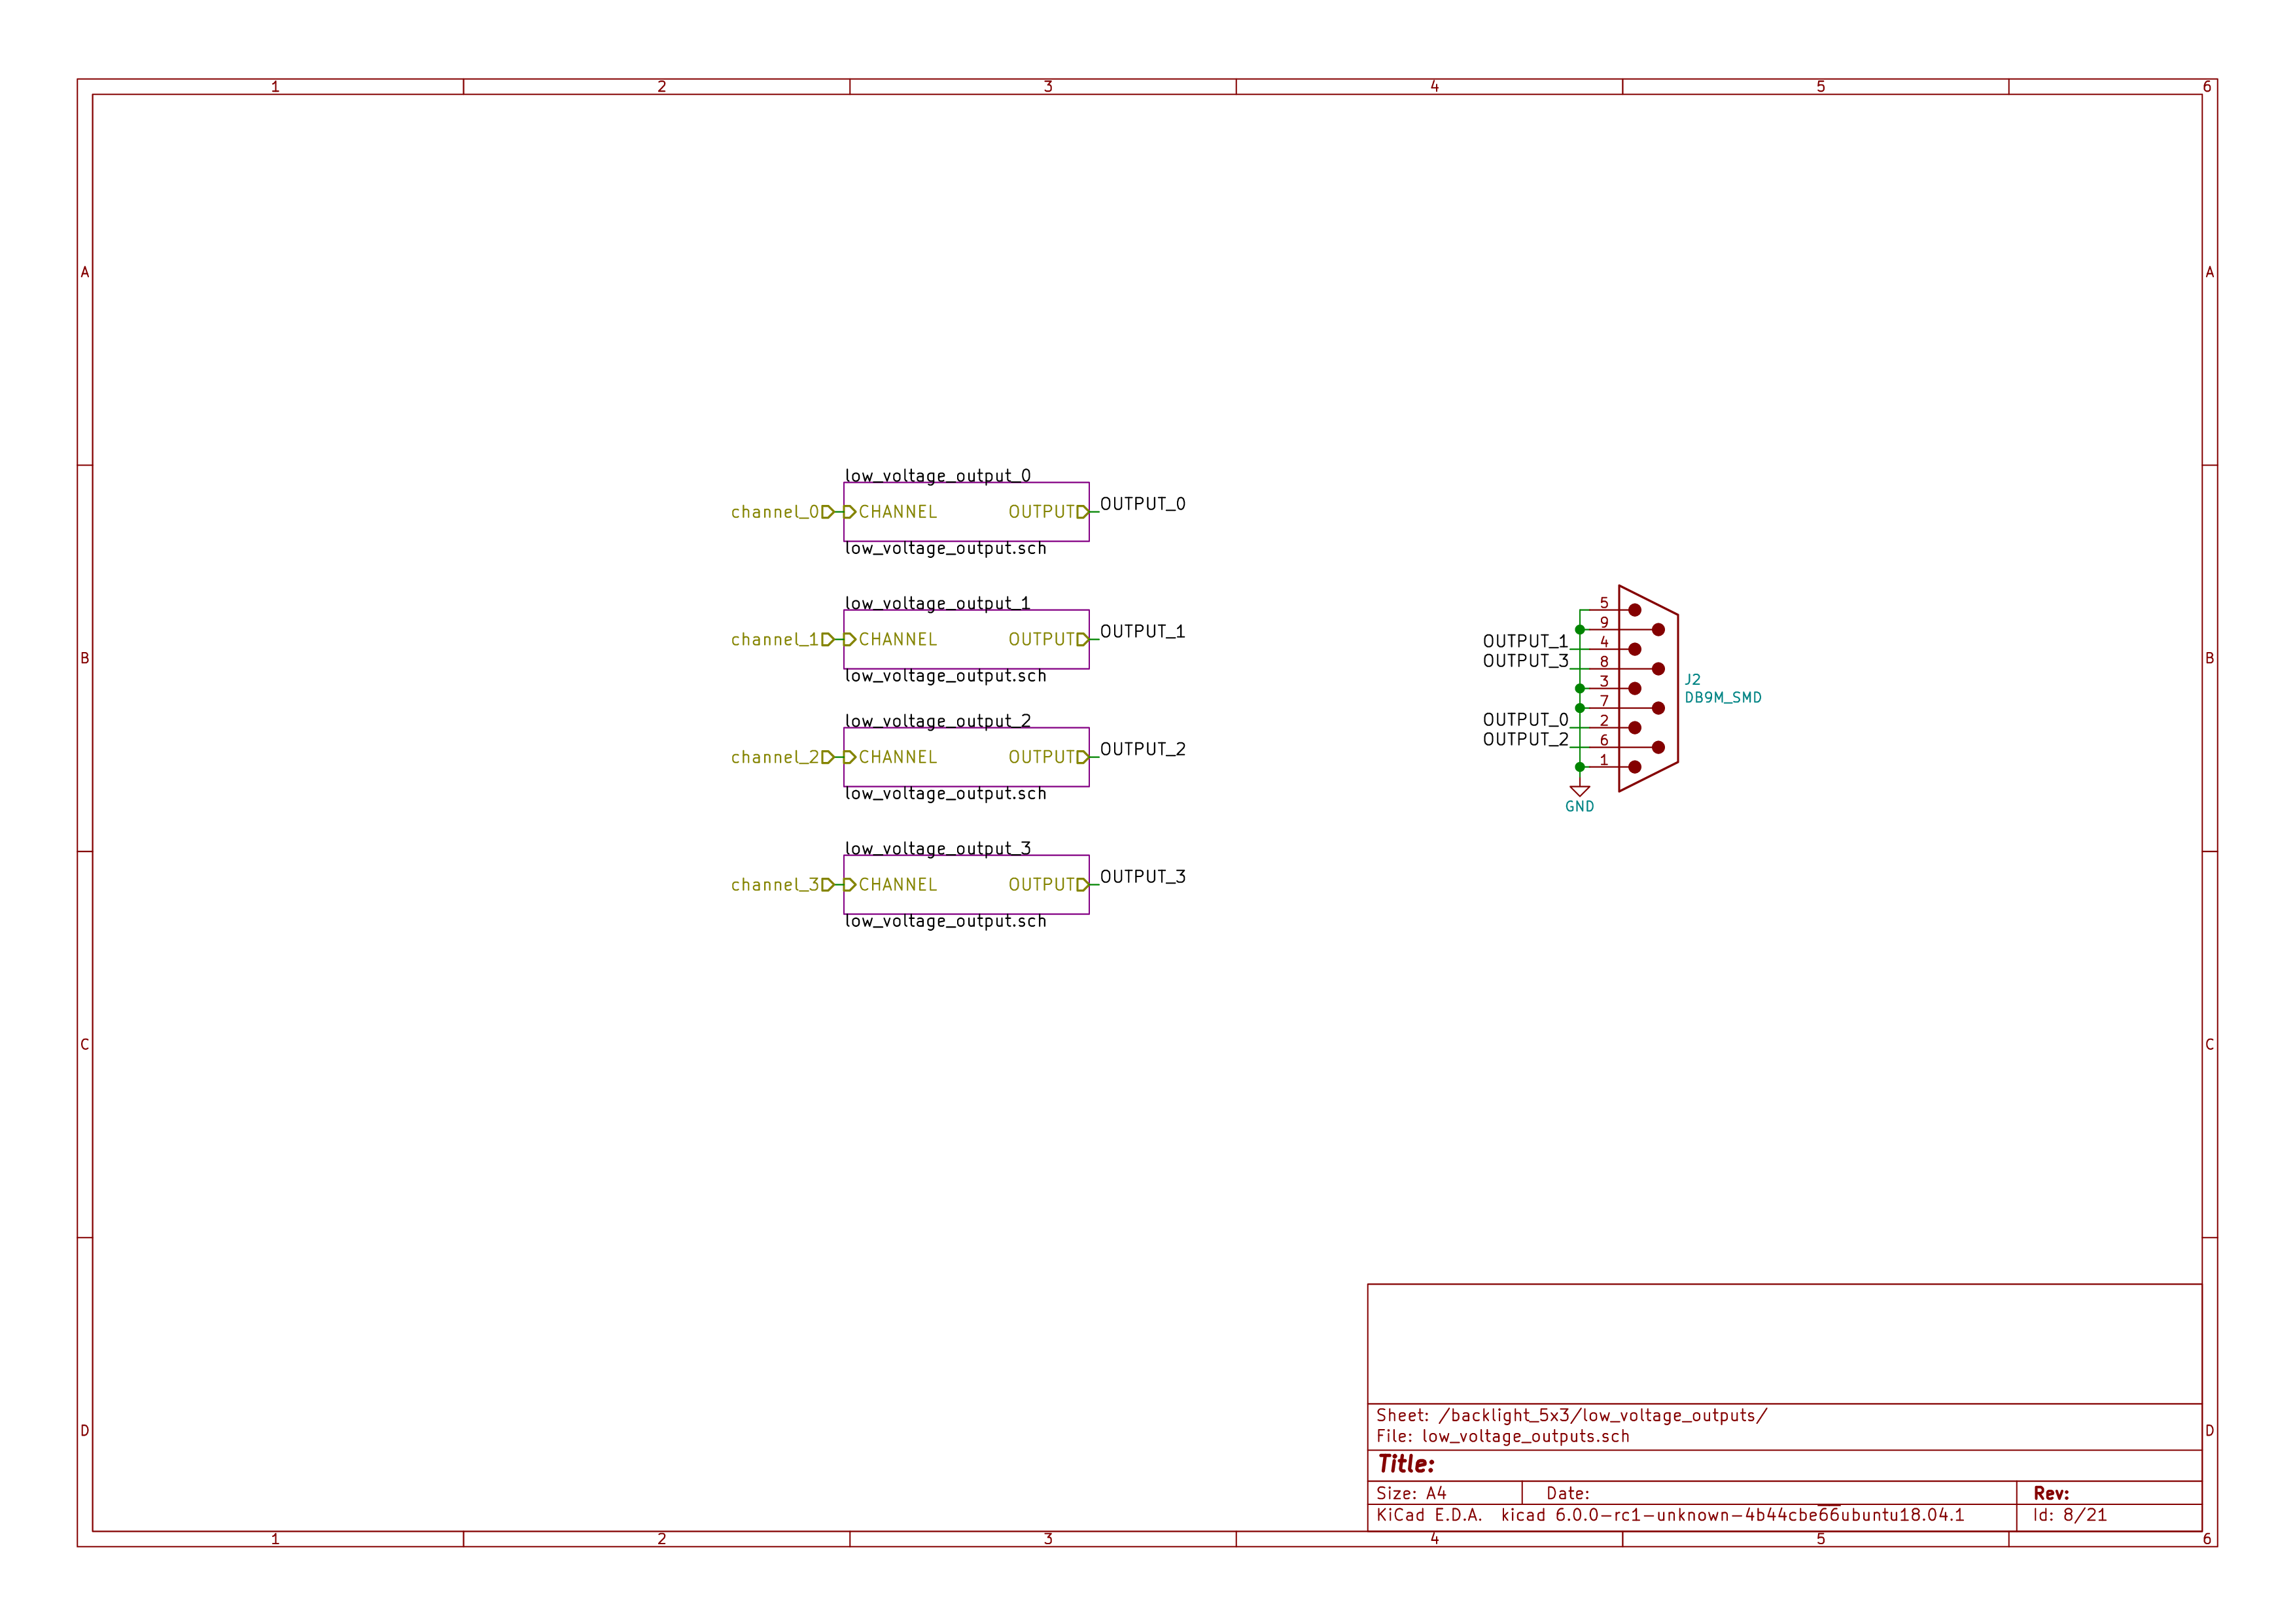 1 2 3 4 5 6
A A
low_voltage_output_0
channel_0 CHANNEL OUTPUT OUTPUT_0
low_voltage_output.sch
low_voltage_output_1
channel_1 CHANNEL OUTPUT OUTPUT_1
low_voltage_output.sch
low_voltage_output_2
channel_2 CHANNEL OUTPUT OUTPUT_2
low_voltage_output.sch
low_voltage_output_3
channel_3 CHANNEL OUTPUT OUTPUT_3
low_voltage_output.sch
5
9
OUTPUT_1 4
OUTPUT_3 8
3
7
OUTPUT_0 2
OUTPUT_2 6
1
GND
J2
DB9M_SMD
B B
C C
D D
Sheet: /backlight_5x3/low_voltage_outputs/
File: low_voltage_outputs.sch
Title:
Size: A4 Date: Rev:
KiCad E.D.A. kicad 6.0.0-rc1-unknown-4b44cbe66ubuntu18.04.1 Id: 8/21
1 2 3 4 5 6